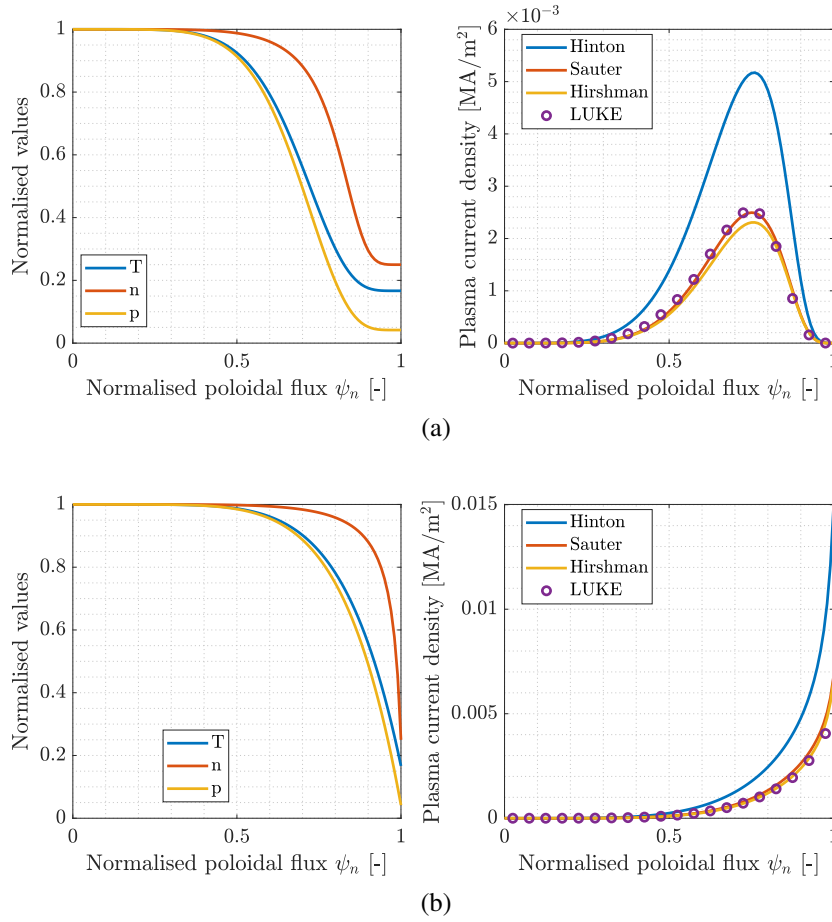 1
0.8
0.6
0.4
0.2
0
Normalised values
T
n
p
0 0.5 1
Normalised poloidal flux ψn [-]
×10⁻³
6
5
4
3
2
1
0
Plasma current density [MA/m²]
Hinton
Sauter
Hirshman
LUKE
0 0.5 1
Normalised poloidal flux ψn [-]
(a)
1
0.8
0.6
0.4
0.2
0
Normalised values
T
n
p
0 0.5 1
Normalised poloidal flux ψn [-]
0.015
0.01
0.005
0
Plasma current density [MA/m²]
Hinton
Sauter
Hirshman
LUKE
0 0.5 1
Normalised poloidal flux ψn [-]
(b)